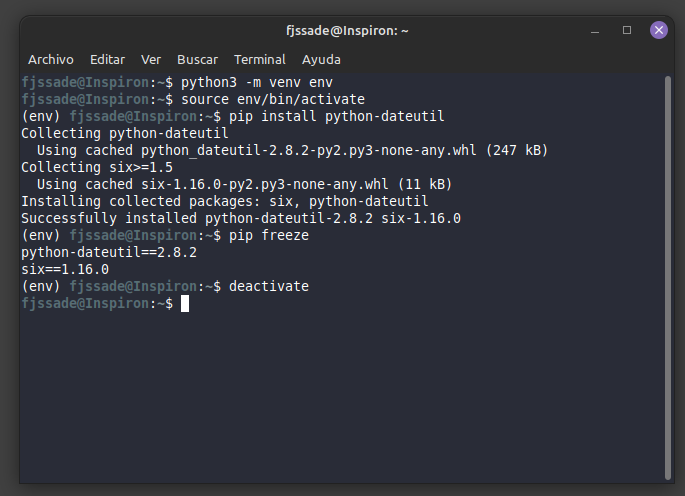 fjssade@Inspiron: ~
Archivo Editar Ver Buscar Terminal Ayuda
fjssade@Inspiron:~$ python3 -m venv env
fjssade@Inspiron:~$ source env/bin/activate
(env) fjssade@Inspiron:~$ pip install python-dateutil
Collecting python-dateutil
  Using cached python_dateutil-2.8.2-py2.py3-none-any.whl (247 kB)
Collecting six>=1.5
  Using cached six-1.16.0-py2.py3-none-any.whl (11 kB)
Installing collected packages: six, python-dateutil
Successfully installed python-dateutil-2.8.2 six-1.16.0
(env) fjssade@Inspiron:~$ pip freeze
python-dateutil==2.8.2
six==1.16.0
(env) fjssade@Inspiron:~$ deactivate
fjssade@Inspiron:~$